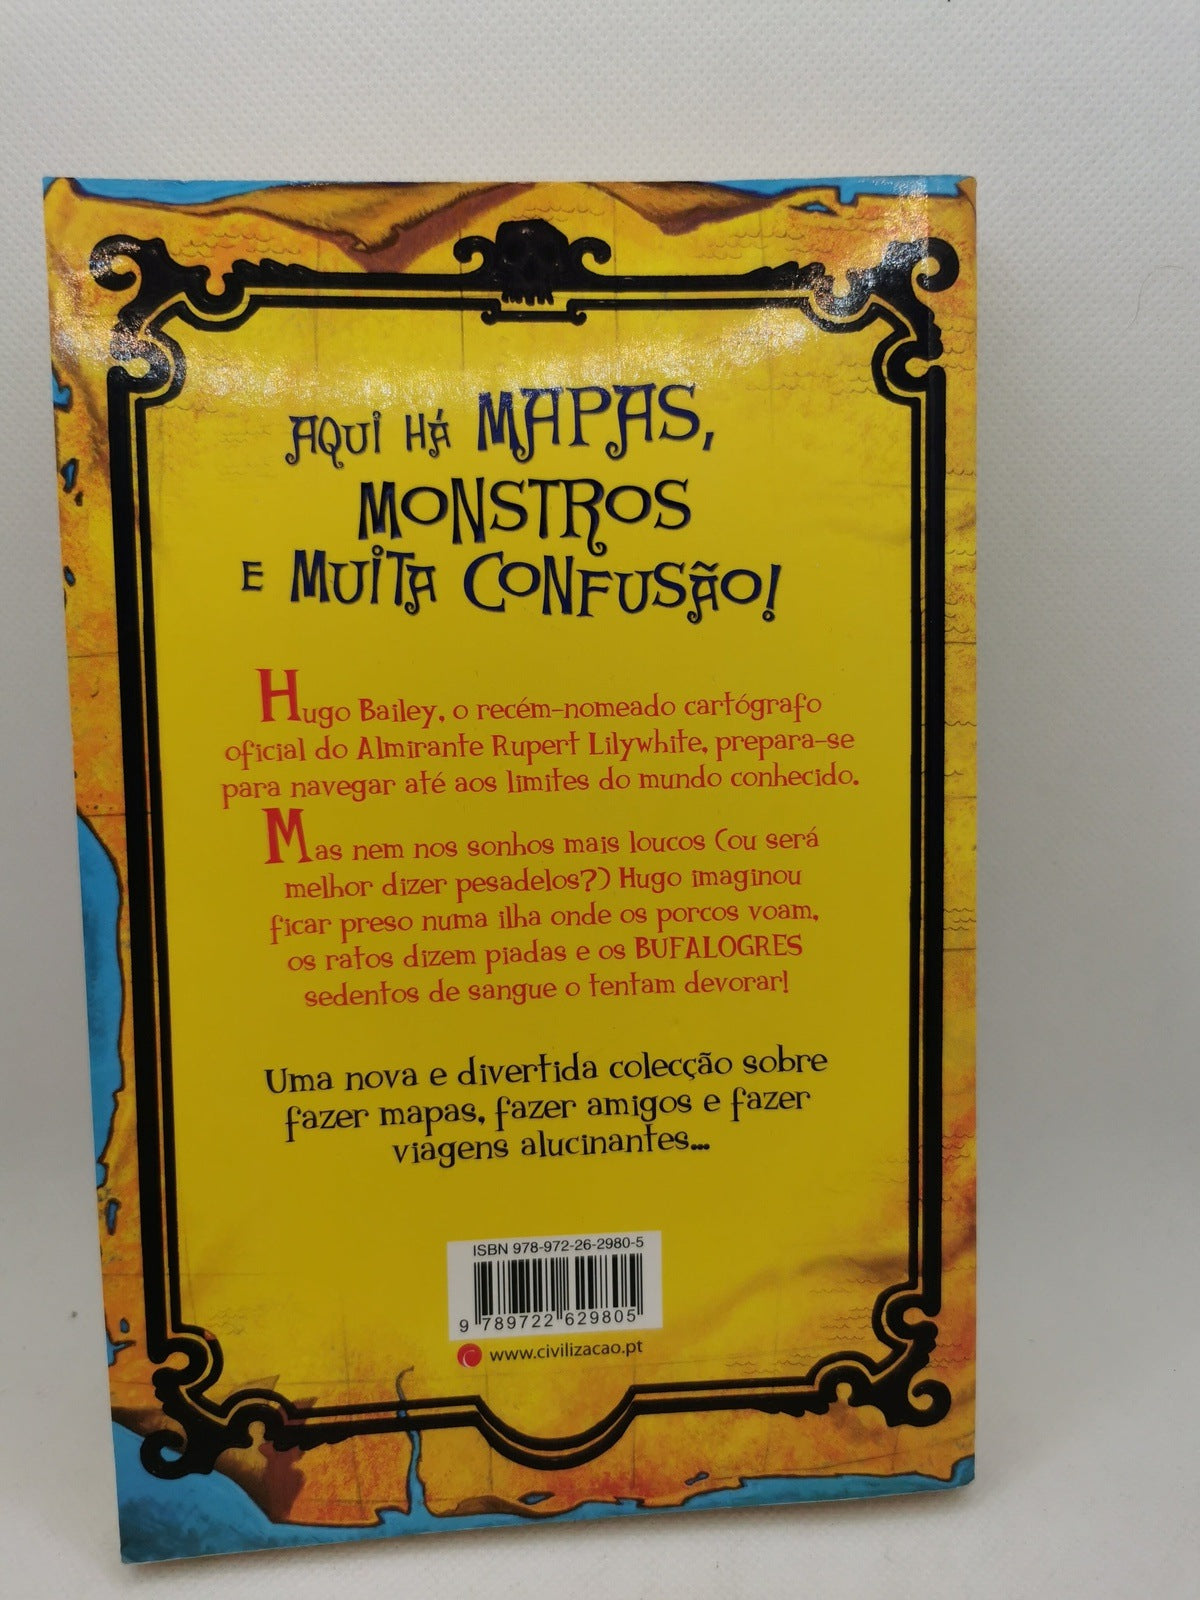 AQUI HÁ MAPAS,
MONSTROS
E MUITA CONFUSÃO!
Hugo Bailey, o recém-nomeado cartógrafo
oficial do Almirante Rupert Lilywhite, prepara-se
para navegar até aos limites do mundo conhecido.
Mas nem nos sonhos mais loucos (ou será
melhor dizer pesadelos?) Hugo imaginou
ficar preso numa ilha onde os porcos voam,
os ratos dizem piadas e os BUFALOGRES
sedentos de sangue o tentam devorar!
Uma nova e divertida colecção sobre
fazer mapas, fazer amigos e fazer
viagens alucinantes...
ISBN 978-972-26-2980-5
9 789722 629805
www.civilizacao.pt